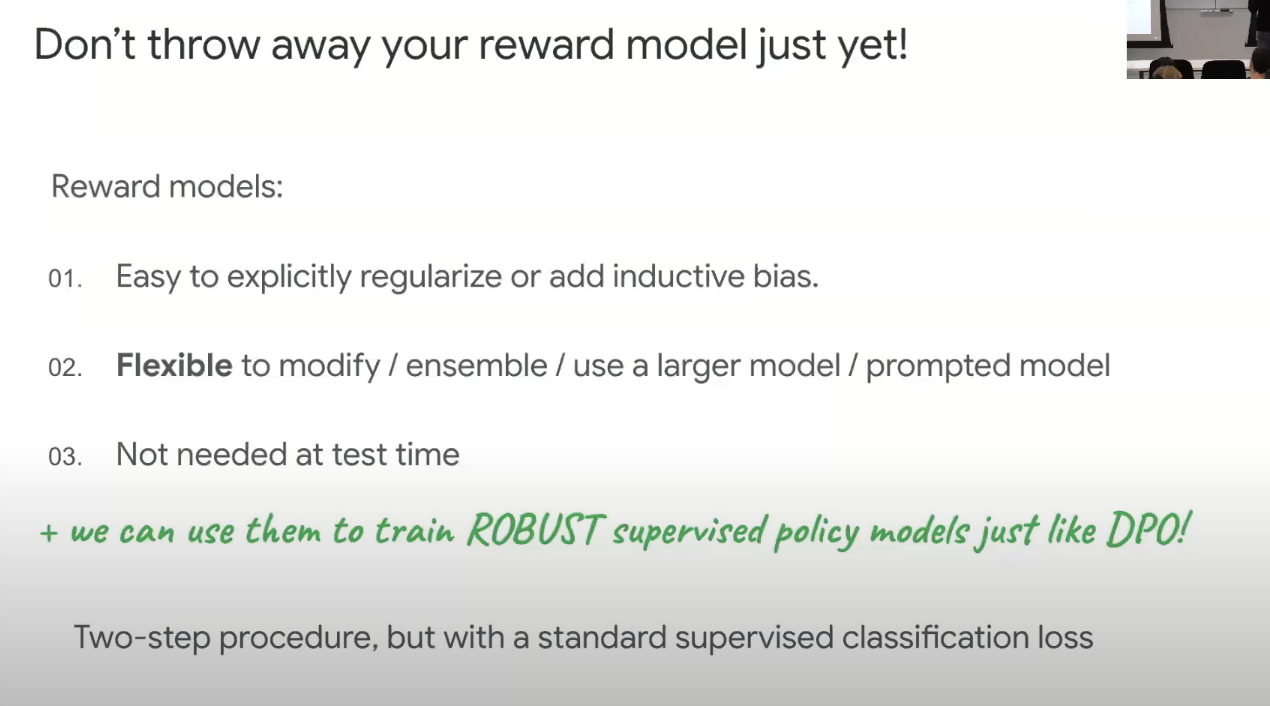 Don't throw away your reward model just yet!
Reward models:
01. Easy to explicitly regularize or add inductive bias.
02. Flexible to modify / ensemble / use a larger model / prompted model
03. Not needed at test time
+ we can use them to train ROBUST supervised policy models just like DPO!
Two-step procedure, but with a standard supervised classification loss